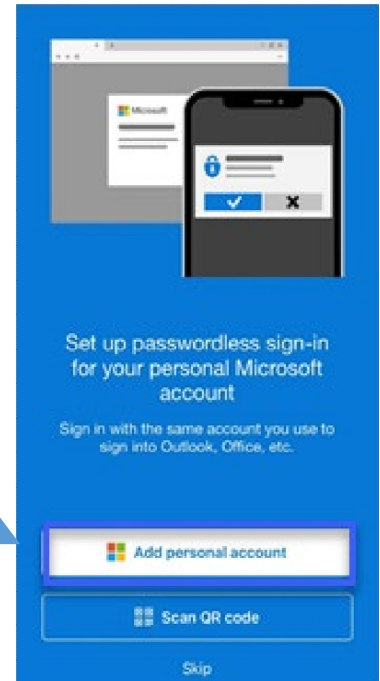 Microsoft
Set up passwordless sign-in
for your personal Microsoft
account
Sign in with the same account you use to
sign into Outlook, Office, etc.
Add personal account
Scan QR code
Skip